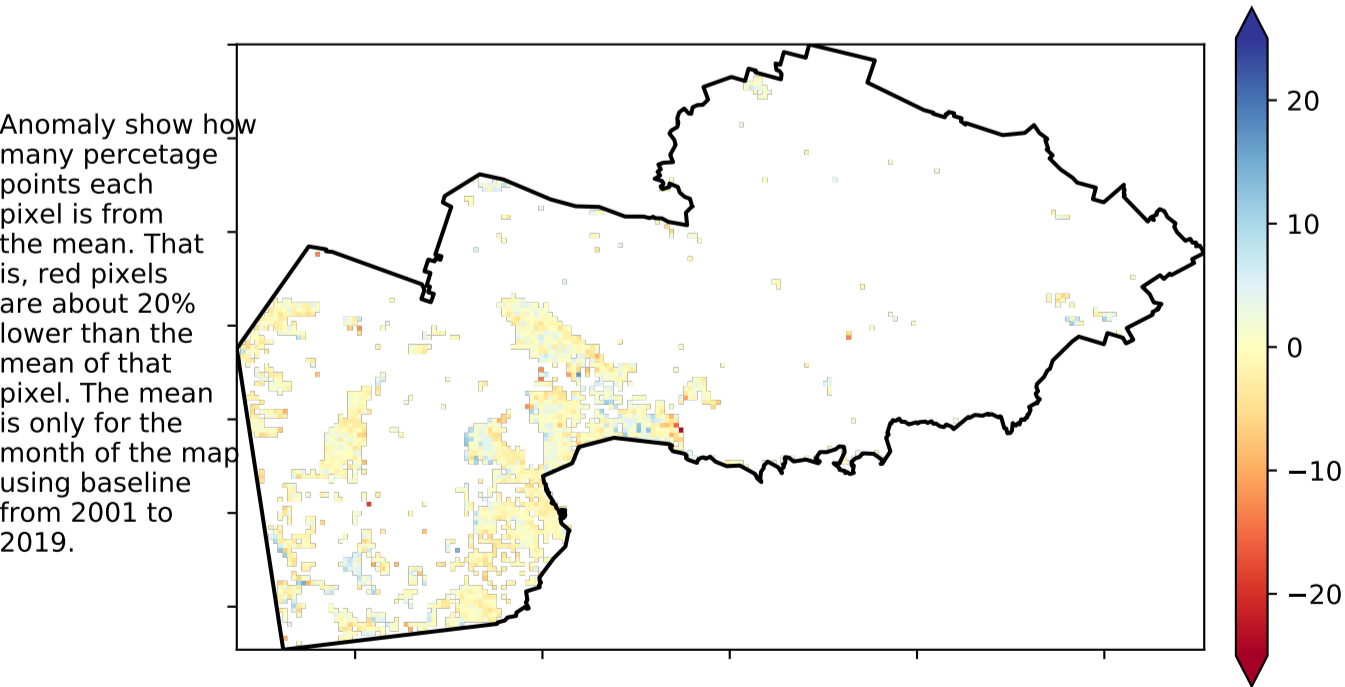 Anomaly show how
many percetage
points each
pixel is from
the mean. That
is, red pixels
are about 20%
lower than the
mean of that
pixel. The mean
is only for the
month of the map
using baseline
from 2001 to
2019.
20
10
0
−10
−20